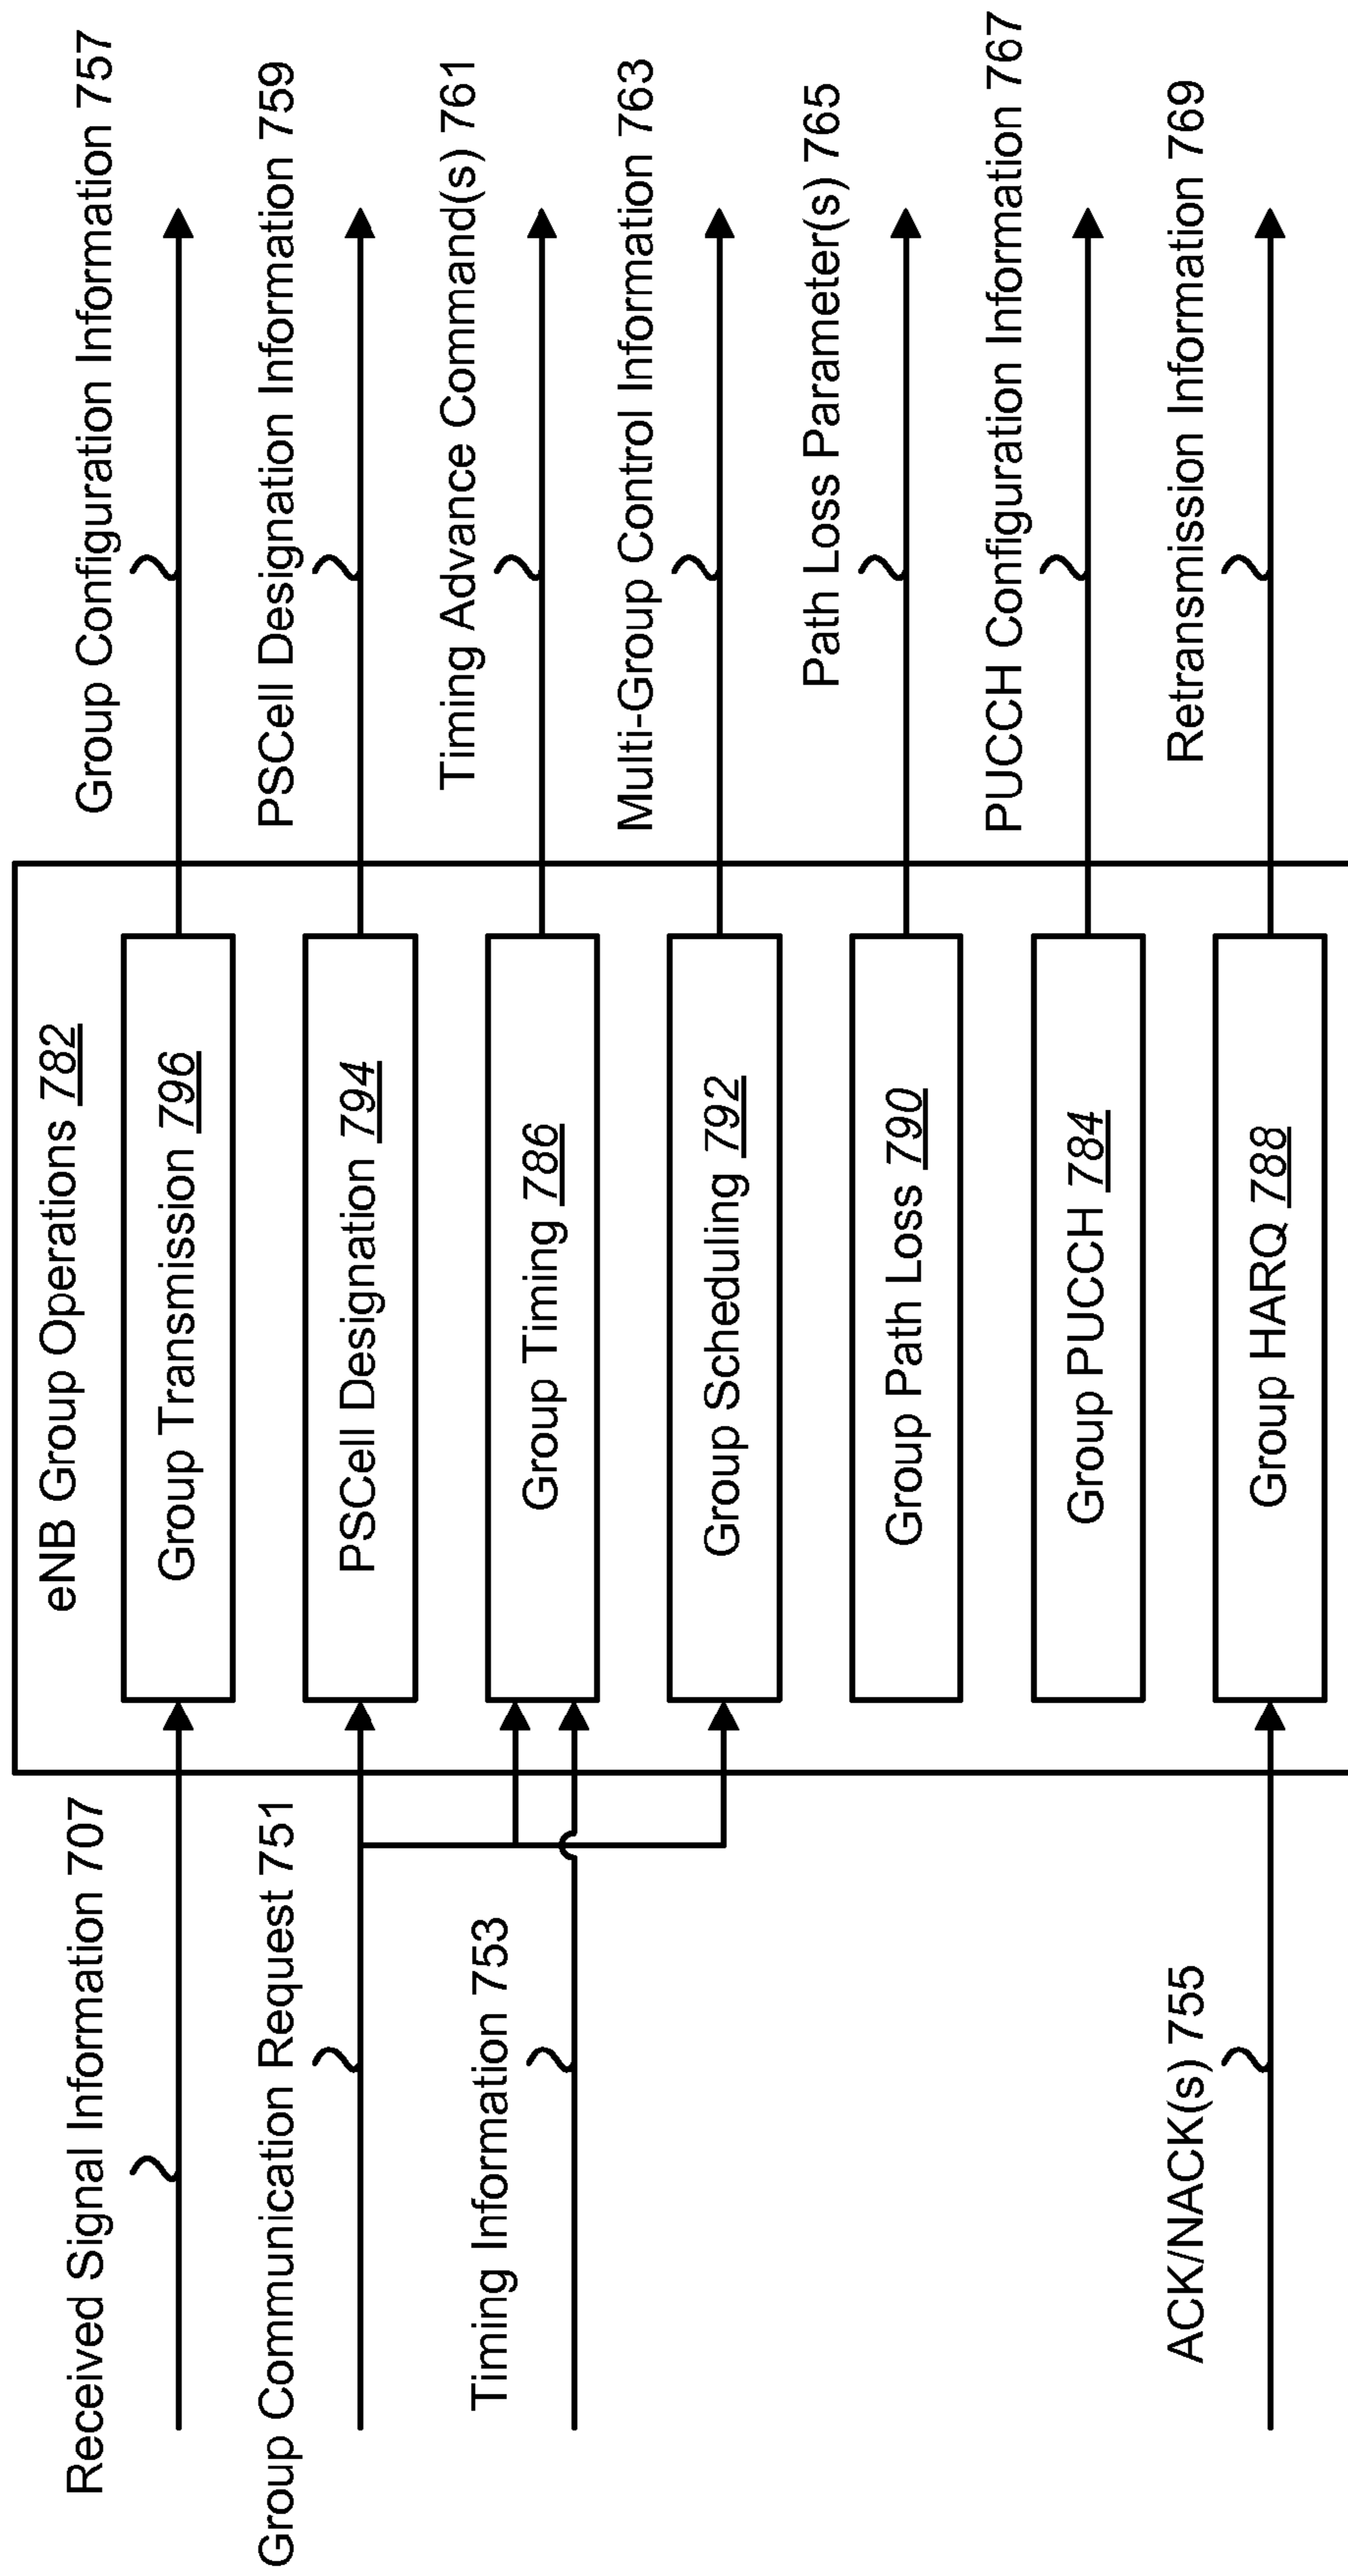 eNB Group Operations 782
Received Signal Information 707
Group Transmission 796
Group Configuration Information 757
Group Communication Request 751
PSCell Designation 794
PSCell Designation Information 759
Timing Information 753
Group Timing 786
Timing Advance Command(s) 761
Group Scheduling 792
Multi-Group Control Information 763
Group Path Loss 790
Path Loss Parameter(s) 765
Group PUCCH 784
PUCCH Configuration Information 767
ACK/NACK(s) 755
Group HARQ 788
Retransmission Information 769